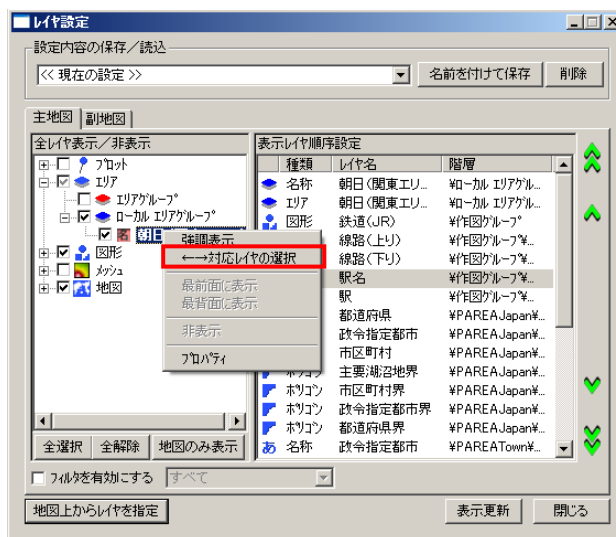 レイヤ設定
設定内容の保存／読込
<< 現在の設定 >>
名前を付けて保存
削除
主地図
副地図
全レイヤ表示／非表示
プロット
エリア
エリアグループ
ローカル エリアグループ
朝日
図形
メッシュ
地図
全選択
全解除
地図のみ表示
強調表示
←→対応レイヤの選択
最前面に表示
最背面に表示
非表示
プロパティ
表示レイヤ順序設定
種類 レイヤ名 階層
名称 朝日(関東エリ... ¥ローカル エリアグル...
エリア 朝日(関東エリ... ¥ローカル エリアグル...
図形 鉄道(JR) ¥作図グループ
線路(上り) ¥作図グループ¥...
線路(下り) ¥作図グループ¥...
駅名 ¥作図グループ¥...
駅 ¥作図グループ¥...
都道府県 ¥PAREAJapan¥...
政令指定都市 ¥PAREAJapan¥...
市区町村 ¥PAREAJapan¥...
主要湖沼地界 ¥PAREAJapan¥...
ポリゴン 市区町村界 ¥PAREAJapan¥...
ポリゴン 政令指定都市界 ¥PAREAJapan¥...
ポリゴン 都道府県界 ¥PAREAJapan¥...
あ 名称 政令指定都市 ¥PAREATown¥...
フィルタを有効にする
すべて
地図上からレイヤを指定
表示更新
閉じる